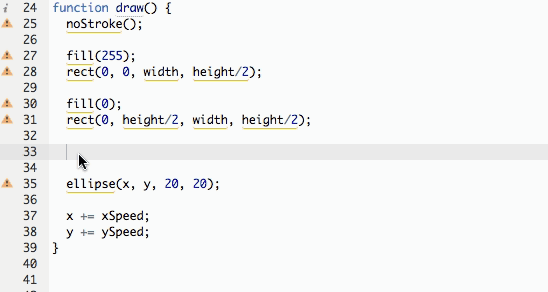 i 24 function draw() {
25 noStroke();
26
27 fill(255);
28 rect(0, 0, width, height/2);
29
30 fill(0);
31 rect(0, height/2, width, height/2);
32
33
34
35 ellipse(x, y, 20, 20);
36
37 x += xSpeed;
38 y += ySpeed;
39 }
40
41